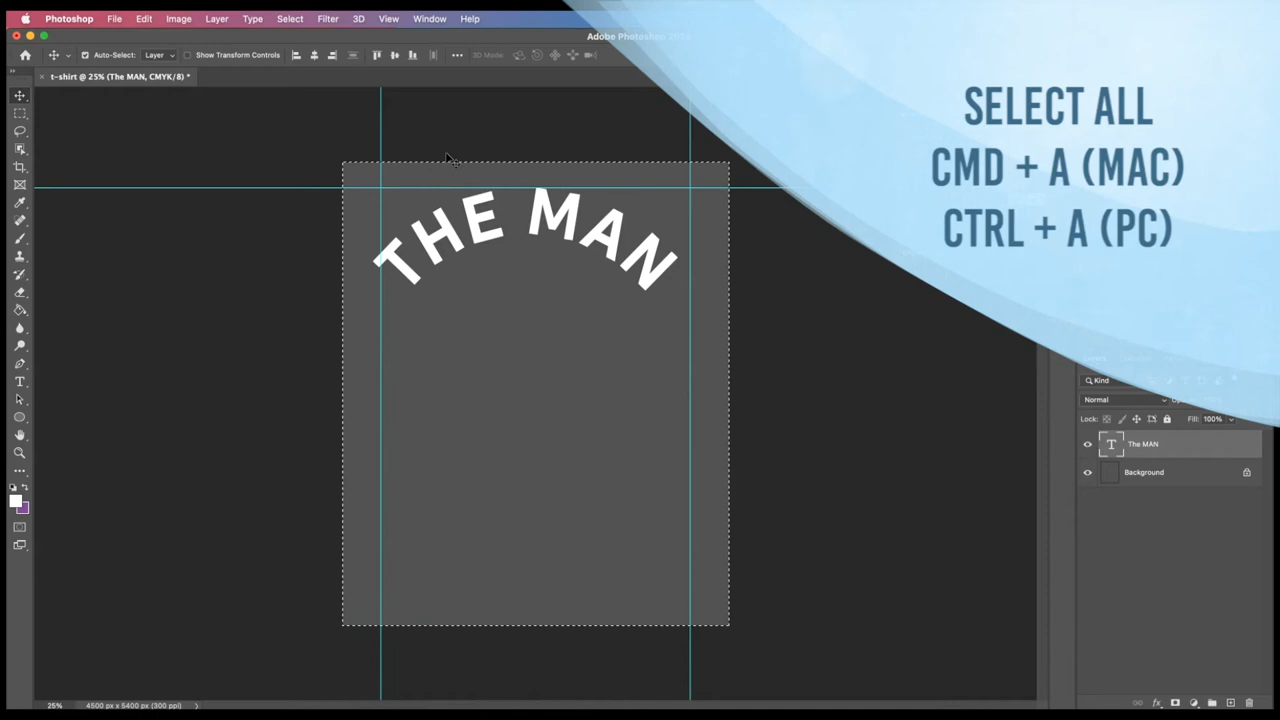 Photoshop File Edit Image Layer Type Select Filter 3D View Window Help
Adobe Photoshop
Auto-Select: Layer Show Transform Controls 3D Mode:
t-shirt @ 25% (The MAN, CMYK/8) *
SELECT ALL
CMD + A (MAC)
CTRL + A (PC)
THE MAN
Kind
Normal
Lock: Fill: 100%
The MAN
Background
25% 4500 px x 5400 px (300 ppi)